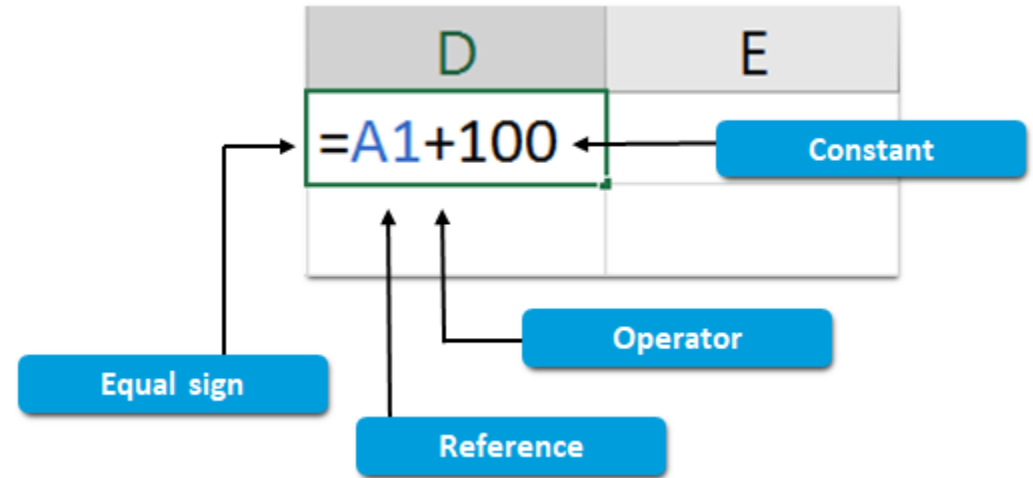 D E
=A1+100
Constant
Operator
Equal sign
Reference